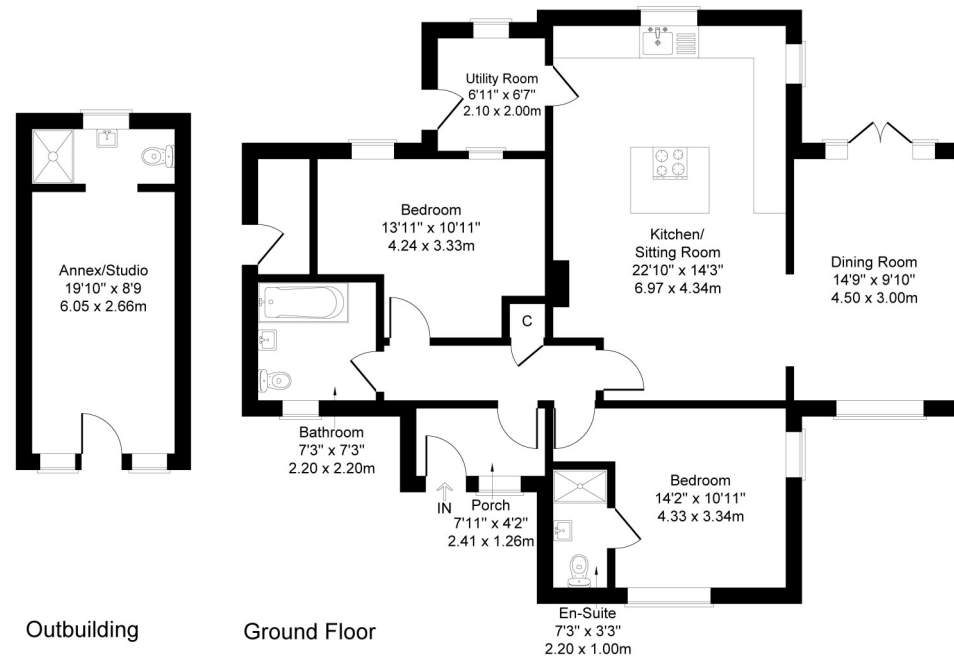 Utility Room
6'11" x 6'7"
2.10 x 2.00m
Bedroom
13'11" x 10'11"
4.24 x 3.33m
Kitchen/
Sitting Room
22'10" x 14'3"
6.97 x 4.34m
Annex/Studio
19'10" x 8'9
6.05 x 2.66m
Dining Room
14'9" x 9'10"
4.50 x 3.00m
C
Bathroom
7'3" x 7'3"
2.20 x 2.20m
IN
Porch
7'11" x 4'2"
2.41 x 1.26m
Bedroom
14'2" x 10'11"
4.33 x 3.34m
En-Suite
7'3" x 3'3"
2.20 x 1.00m
Outbuilding
Ground Floor